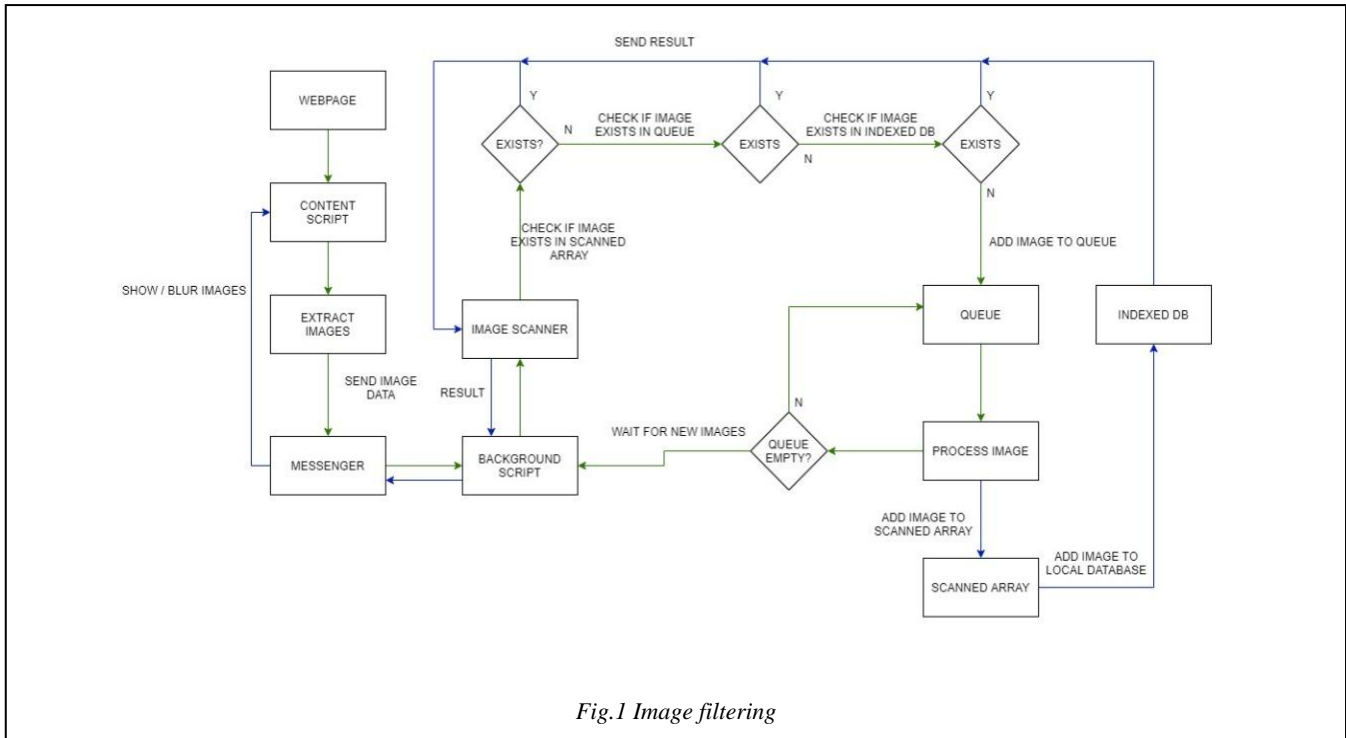 SEND RESULT
WEBPAGE
Y
Y
Y
EXISTS?
N
CHECK IF IMAGE
EXISTS IN QUEUE
EXISTS
N
CHECK IF IMAGE
EXISTS IN INDEXED DB
EXISTS
N
CONTENT
SCRIPT
CHECK IF IMAGE
EXISTS IN SCANNED
ARRAY
ADD IMAGE TO QUEUE
SHOW / BLUR IMAGES
EXTRACT
IMAGES
IMAGE SCANNER
QUEUE
INDEXED DB
SEND IMAGE
DATA
RESULT
N
WAIT FOR NEW IMAGES
MESSENGER
BACKGROUND
SCRIPT
QUEUE
EMPTY?
PROCESS IMAGE
ADD IMAGE TO
SCANNED ARRAY
ADD IMAGE TO
LOCAL DATABASE
SCANNED ARRAY
Fig.1 Image filtering